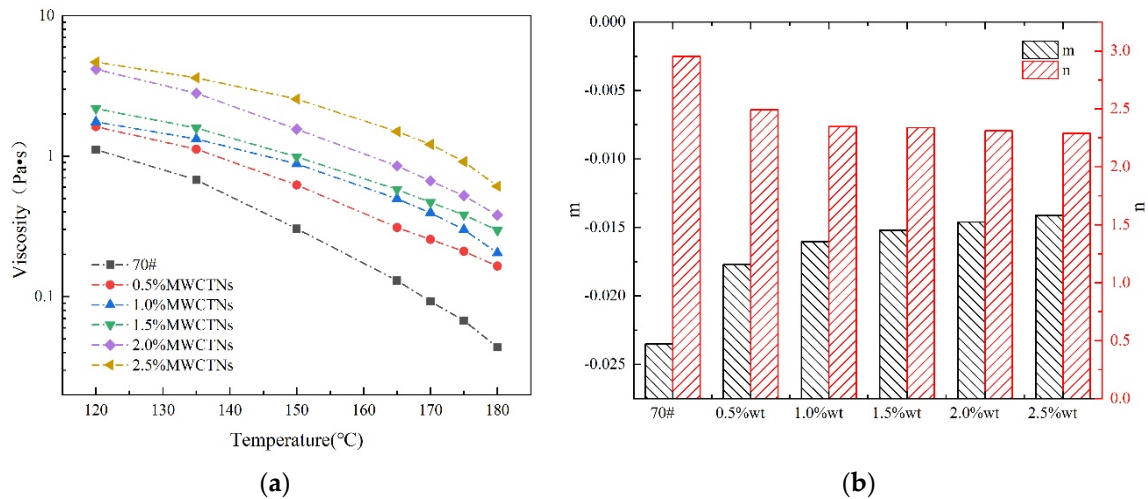 (a)
10
1
0.1
Viscosity（Pa•s）
70#
0.5%MWCTNs
1.0%MWCTNs
1.5%MWCTNs
2.0%MWCTNs
2.5%MWCTNs
120 130 140 150 160 170 180
Temperature(℃)
(a)
b
0.000
-0.005
-0.010
-0.015
-0.020
-0.025
m
m
n
3.0
2.5
2.0
1.5
1.0
0.5
0.0
n
70# 0.5%wt 1.0%wt 1.5%wt 2.0%wt 2.5%wt
(b)